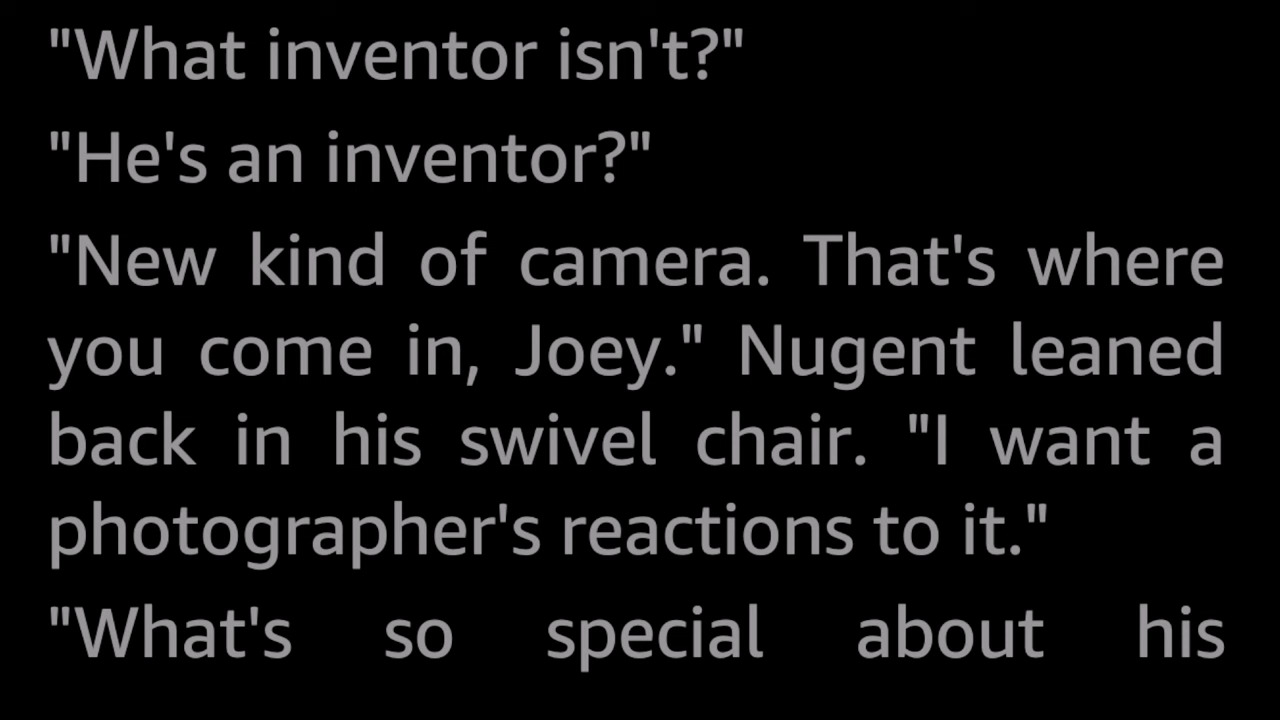 "What inventor isn't?"
"He's an inventor?"
"New kind of camera. That's where
you come in, Joey." Nugent leaned
back in his swivel chair. "I want a
photographer's reactions to it."
"What's so special about his